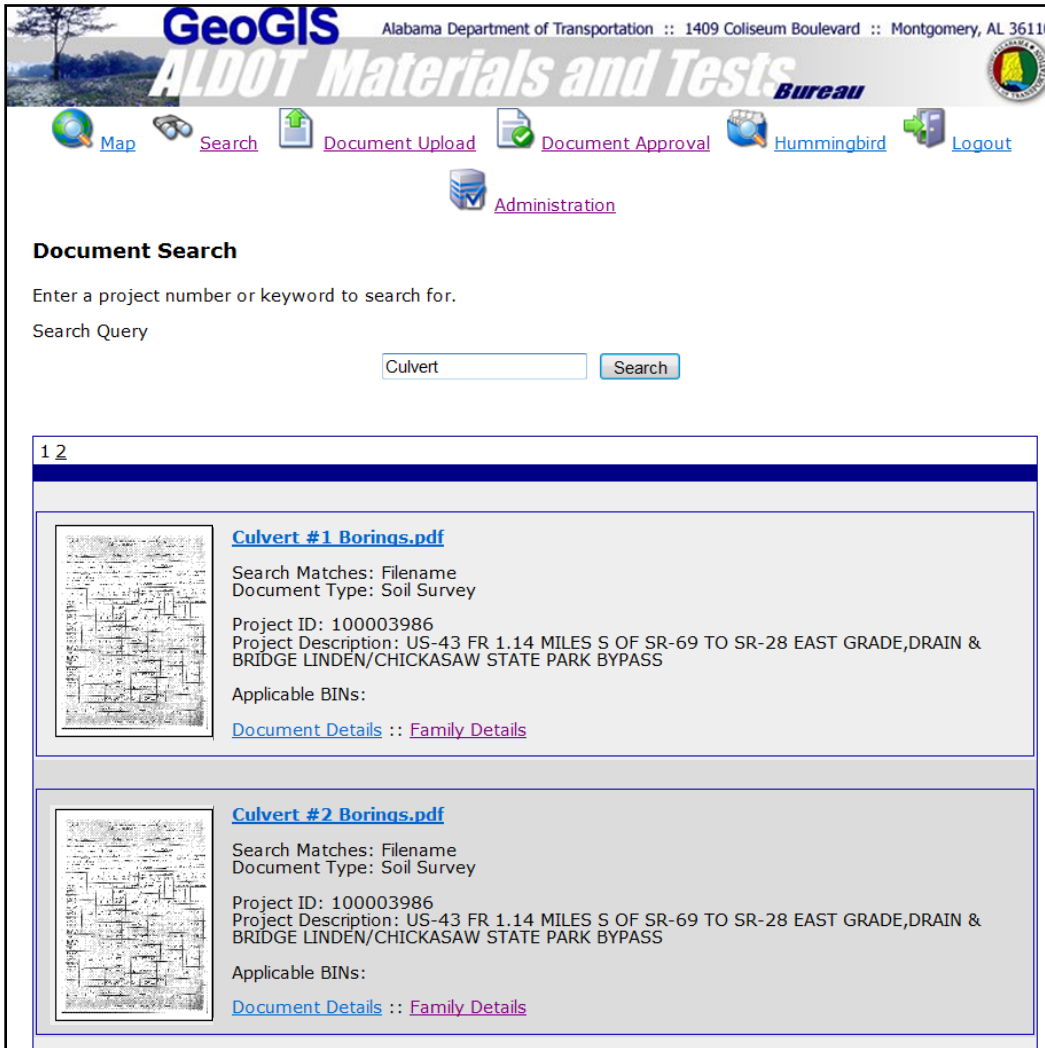 GeoGIS
Alabama Department of Transportation :: 1409 Coliseum Boulevard :: Montgomery, AL 36110
ALDOT Materials and Tests Bureau
Map Search Document Upload Document Approval Hummingbird Logout
Administration
Document Search
Enter a project number or keyword to search for.
Search Query
Culvert Search
1 2
Culvert #1 Borings.pdf
Search Matches: Filename
Document Type: Soil Survey
Project ID: 100003986
Project Description: US-43 FR 1.14 MILES S OF SR-69 TO SR-28 EAST GRADE,DRAIN &
BRIDGE LINDEN/CHICKASAW STATE PARK BYPASS
Applicable BINs:
Document Details :: Family Details
Culvert #2 Borings.pdf
Search Matches: Filename
Document Type: Soil Survey
Project ID: 100003986
Project Description: US-43 FR 1.14 MILES S OF SR-69 TO SR-28 EAST GRADE,DRAIN &
BRIDGE LINDEN/CHICKASAW STATE PARK BYPASS
Applicable BINs:
Document Details :: Family Details